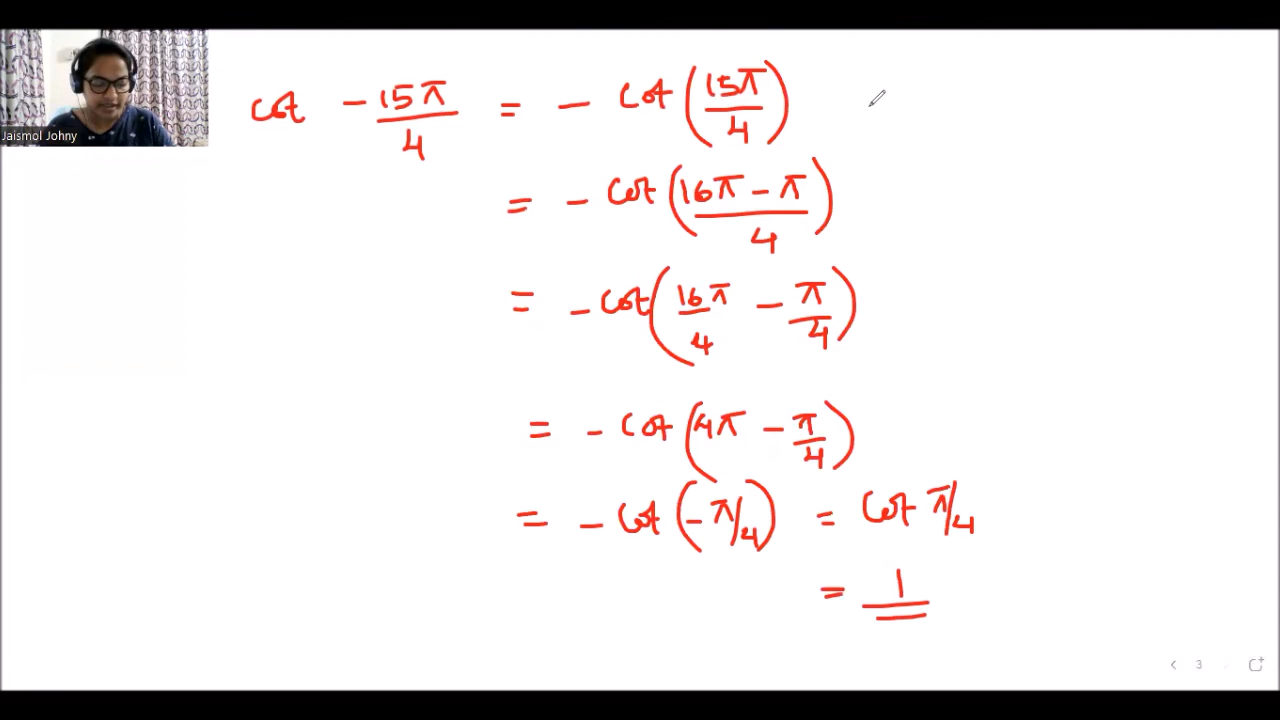 cot -15π/4 = - cot (15π/4)
= - cot (16π - π / 4)
= - cot (16π/4 - π/4)
= - cot (4π - π/4)
= - cot (-π/4) = cot π/4
= 1
Jaismol Johny
3